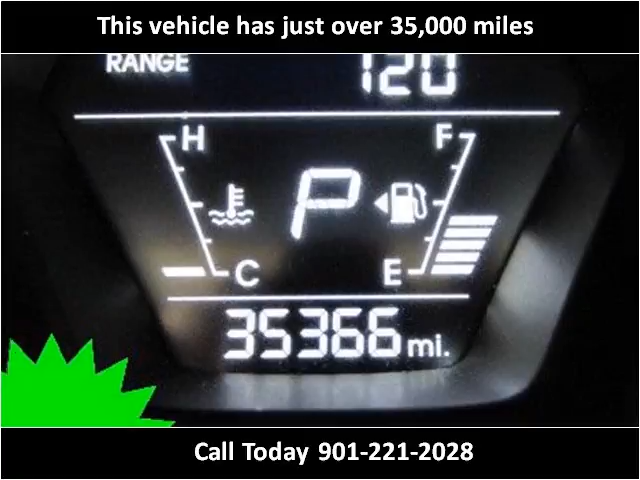 This vehicle has just over 35,000 miles
RANGE 120
H F
P
C E
35366 mi.
Call Today 901-221-2028